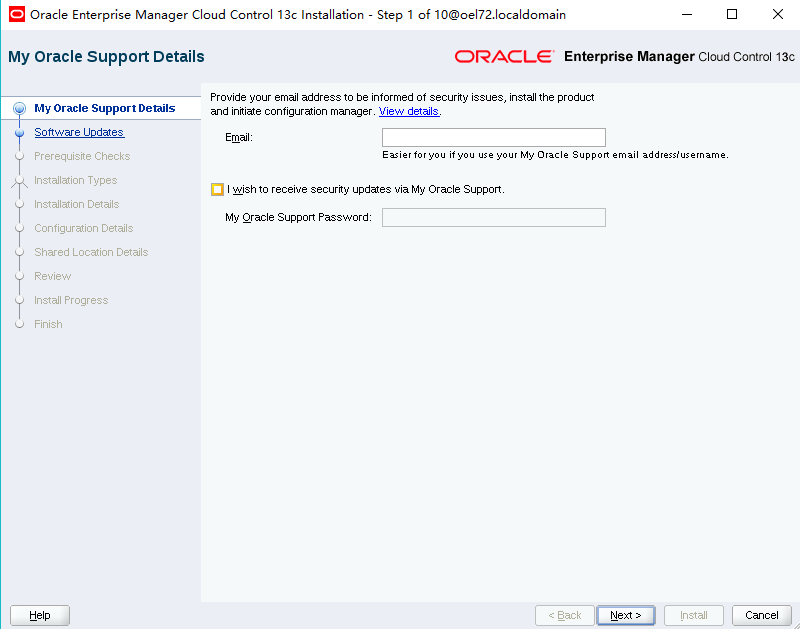 Oracle Enterprise Manager Cloud Control 13c Installation - Step 1 of 10@oel72.localdomain
My Oracle Support Details
ORACLE Enterprise Manager Cloud Control 13c
My Oracle Support Details
Software Updates
Prerequisite Checks
Installation Types
Installation Details
Configuration Details
Shared Location Details
Review
Install Progress
Finish
Provide your email address to be informed of security issues, install the product
and initiate configuration manager. View details.
Email:
Easier for you if you use your My Oracle Support email address/username.
I wish to receive security updates via My Oracle Support.
My Oracle Support Password:
Help
< Back
Next >
Install
Cancel